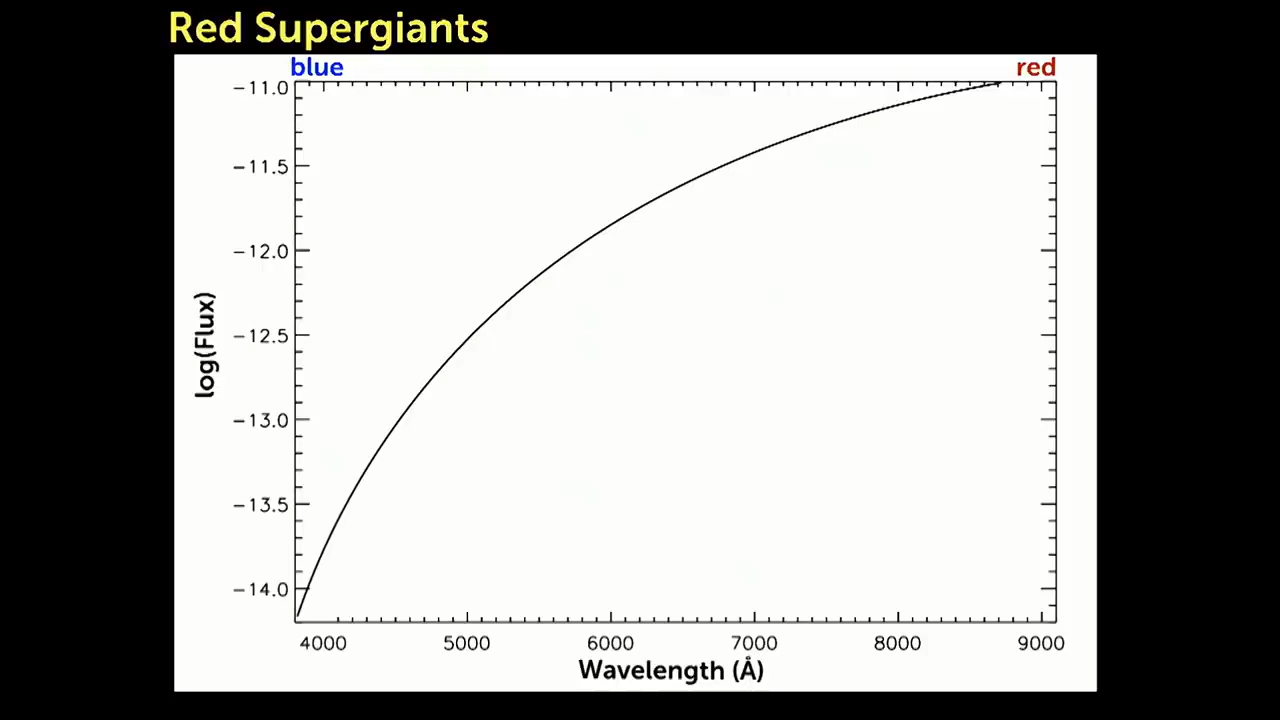 Red Supergiants
blue red
−11.0
−11.5
−12.0
−12.5
−13.0
−13.5
−14.0
log(Flux)
4000 5000 6000 7000 8000 9000
Wavelength (Å)